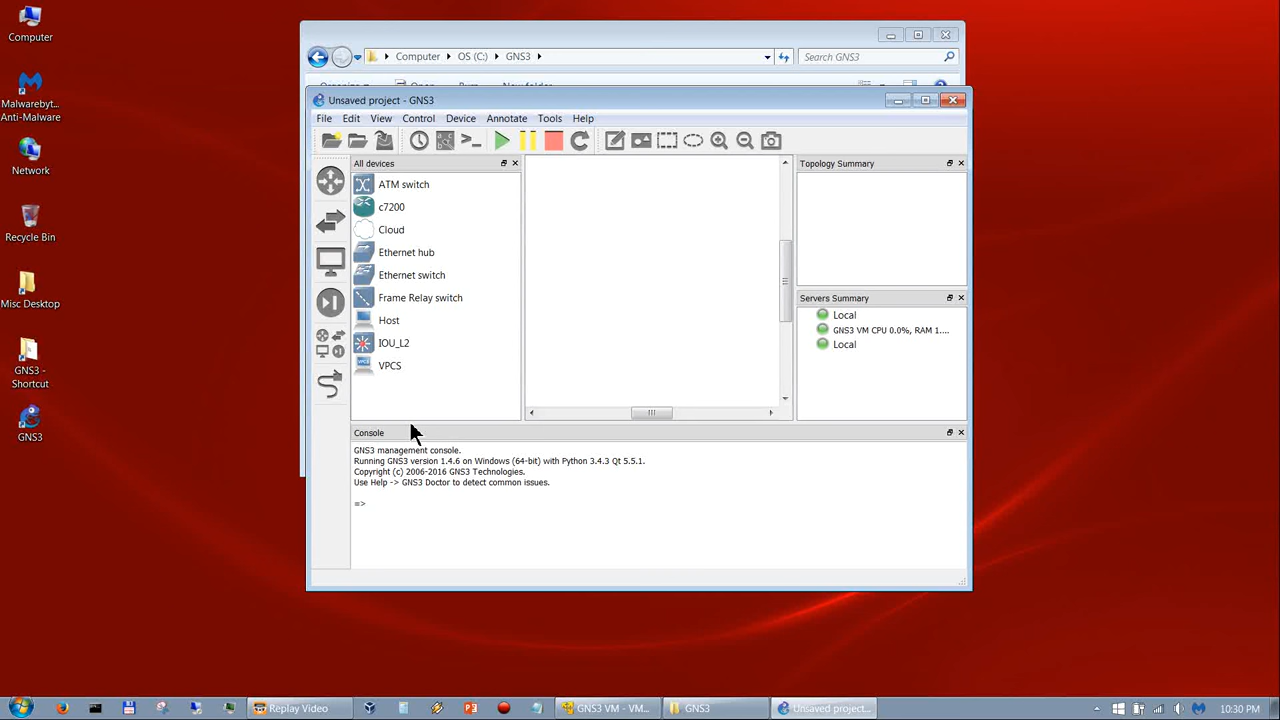 Computer
Malwarebyt...
Anti-Malware
Network
Recycle Bin
Misc Desktop
GNS3 -
Shortcut
GNS3
Computer
OS (C:)
GNS3
Search GNS3
Organize
Open
Burn
New folder
Unsaved project - GNS3
File Edit View Control Device Annotate Tools Help
All devices
ATM switch
c7200
Cloud
Ethernet hub
Ethernet switch
Frame Relay switch
Host
IOU_L2
VPCS
Topology Summary
Servers Summary
Local
GNS3 VM CPU 0.0%, RAM 1....
Local
Console
GNS3 management console.
Running GNS3 version 1.4.6 on Windows (64-bit) with Python 3.4.3 Qt 5.5.1.
Copyright (c) 2006-2016 GNS3 Technologies.
Use Help -> GNS3 Doctor to detect common issues.
=>
Replay Video
GNS3 VM - VM...
GNS3
Unsaved project...
10:30 PM